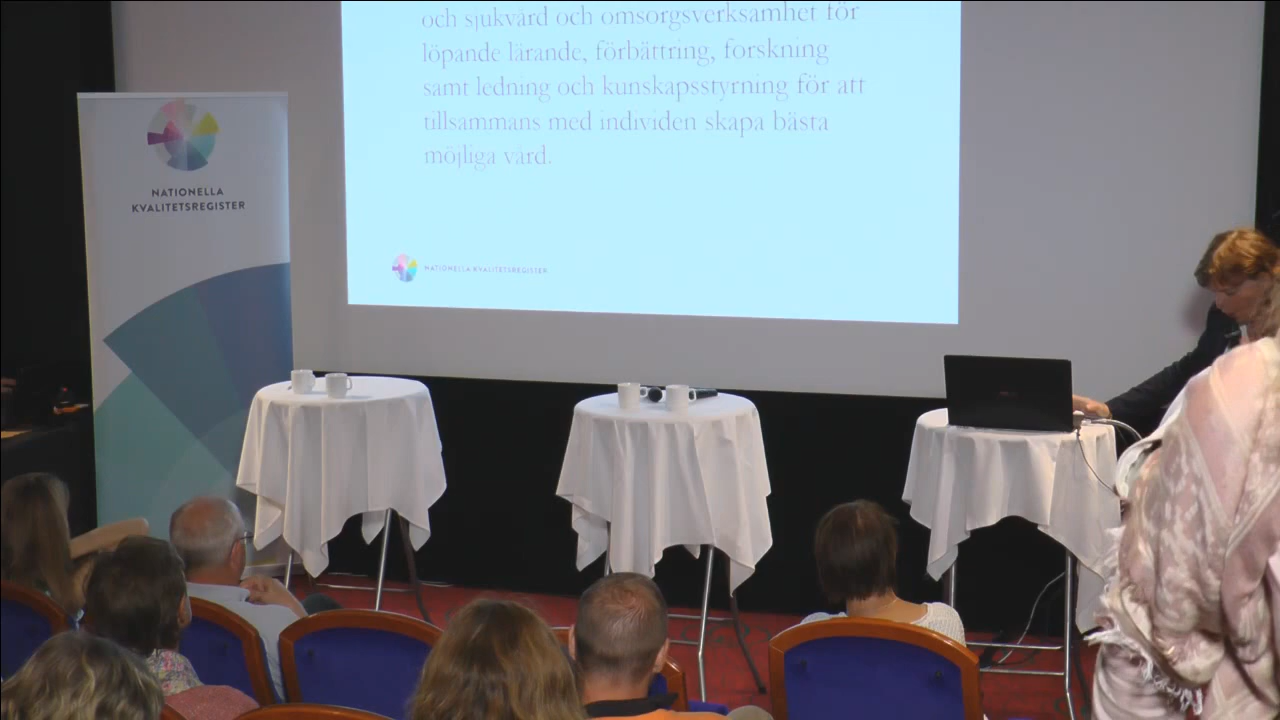 och sjukvård och omsorgsverksamhet för
löpande lärande, förbättring, forskning
samt ledning och kunskapsstyrning för att
tillsammans med individen skapa bästa
möjliga vård.
NATIONELLA KVALITETSREGISTER
NATIONELLA
KVALITETSREGISTER